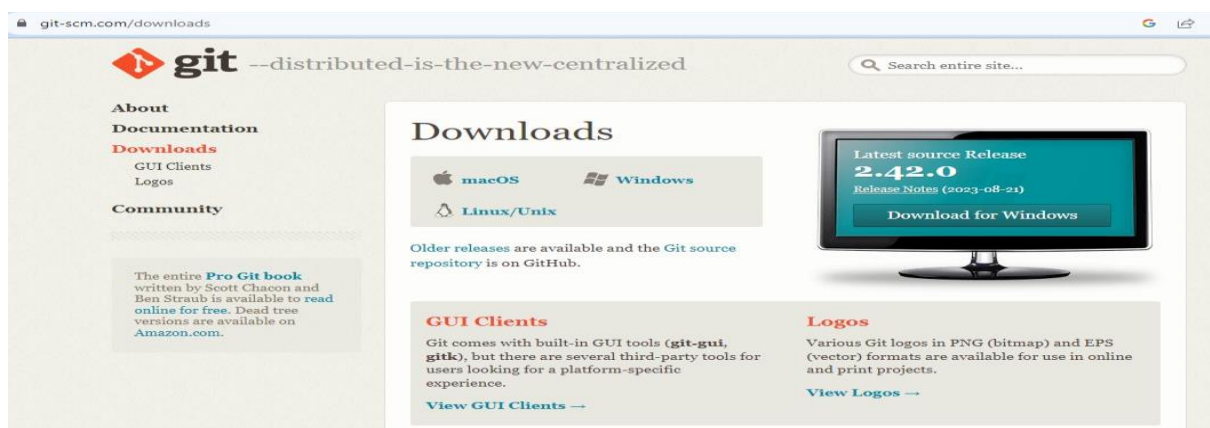 git-scm.com/downloads
git --distributed-is-the-new-centralized
Search entire site...
About
Documentation
Downloads
GUI Clients
Logos
Community
The entire Pro Git book
written by Scott Chacon and
Ben Straub is available to read
online for free. Dead tree
versions are available on
Amazon.com.
Downloads
macOS
Windows
Linux/Unix
Older releases are available and the Git source
repository is on GitHub.
Latest source Release
2.42.0
Release Notes (2023-08-21)
Download for Windows
GUI Clients
Git comes with built-in GUI tools (git-gui,
gitk), but there are several third-party tools for
users looking for a platform-specific
experience.
View GUI Clients →
Logos
Various Git logos in PNG (bitmap) and EPS
(vector) formats are available for use in online
and print projects.
View Logos →